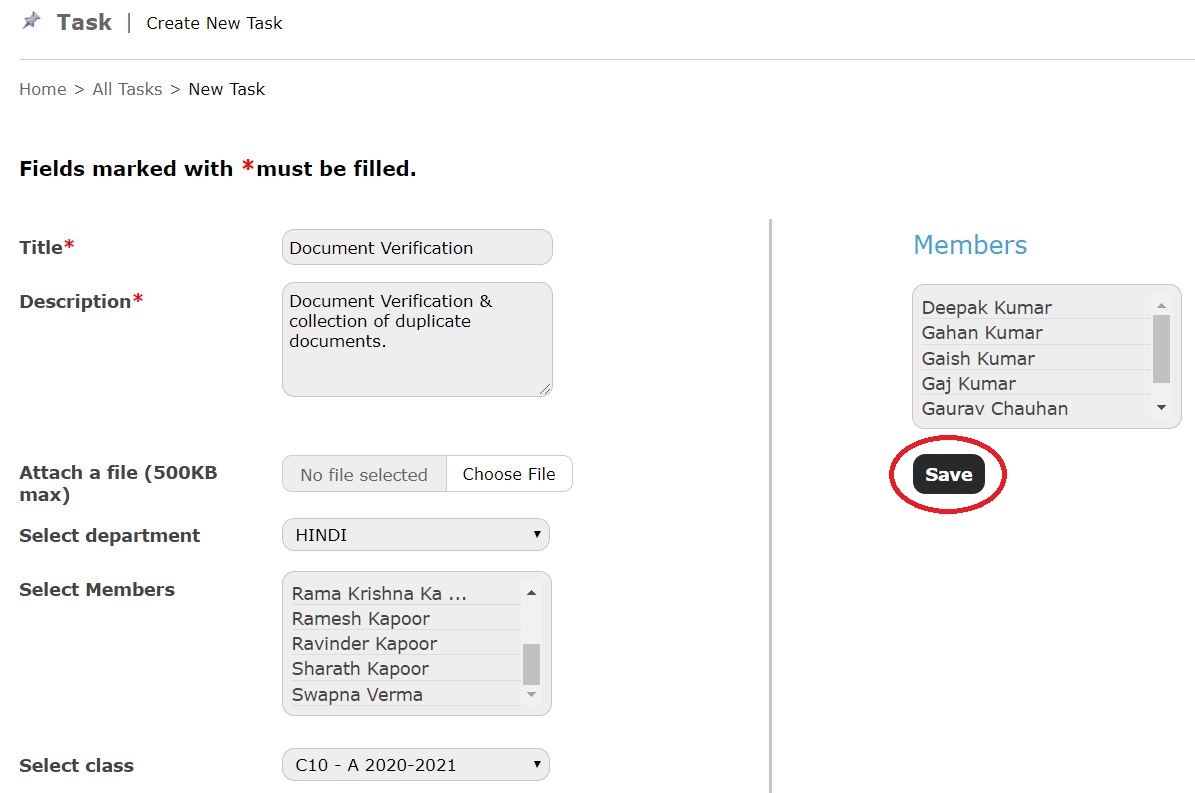 Task | Create New Task
Home > All Tasks > New Task
Fields marked with *must be filled.
Title*
Document Verification
Description*
Document Verification &
collection of duplicate
documents.
Attach a file (500KB
max)
No file selected
Choose File
Select department
HINDI
Select Members
Rama Krishna Ka ...
Ramesh Kapoor
Ravinder Kapoor
Sharath Kapoor
Swapna Verma
Select class
C10 - A 2020-2021
Members
Deepak Kumar
Gahan Kumar
Gaish Kumar
Gaj Kumar
Gaurav Chauhan
Save